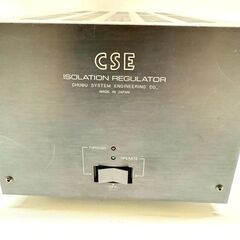 CSE
ISOLATION REGULATOR
CHUBU SYSTEM ENGINEERING CO.,
MADE IN JAPAN
OPERATE